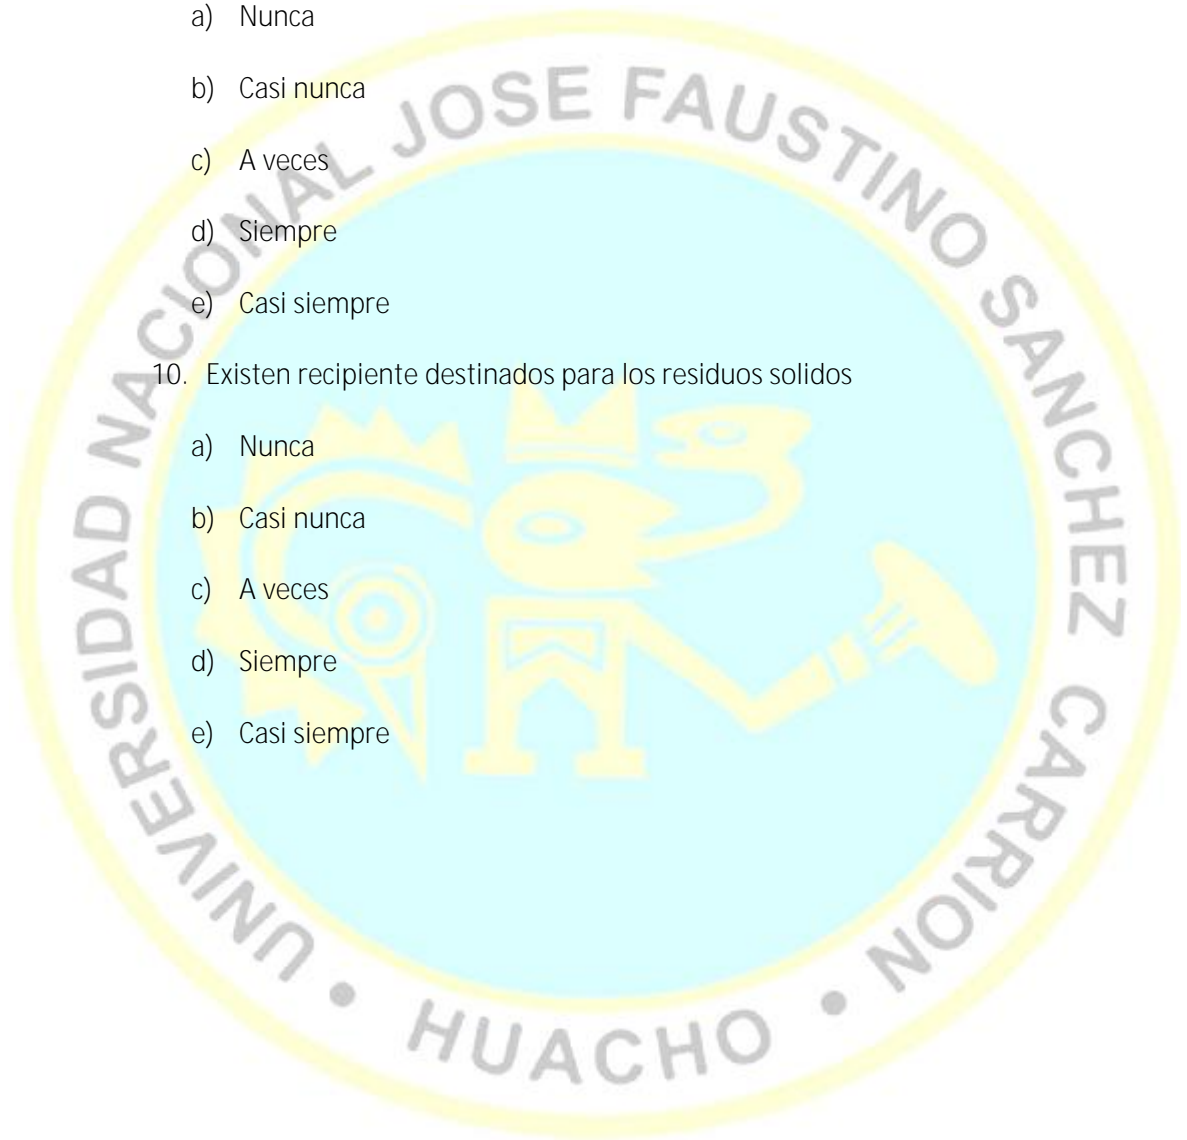 a) Nunca
b) Casi nunca
c) A veces
d) Siempre
e) Casi siempre
10. Existen recipiente destinados para los residuos solidos
a) Nunca
b) Casi nunca
c) A veces
d) Siempre
e) Casi siempre
UNIVERSIDAD NACIONAL JOSE FAUSTINO SANCHEZ CARRION
• HUACHO •